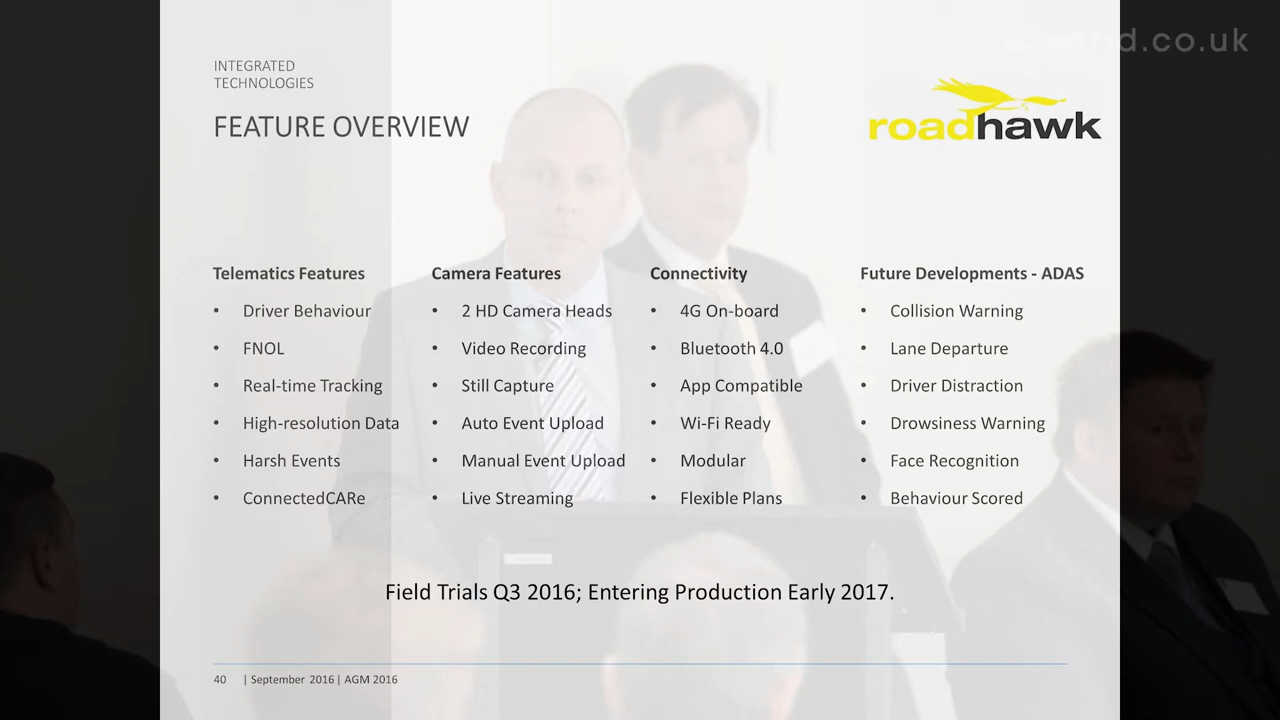 nd.co.uk
INTEGRATED
TECHNOLOGIES
FEATURE OVERVIEW
roadhawk
Telematics Features
• Driver Behaviour
• FNOL
• Real-time Tracking
• High-resolution Data
• Harsh Events
• ConnectedCARe
Camera Features
• 2 HD Camera Heads
• Video Recording
• Still Capture
• Auto Event Upload
• Manual Event Upload
• Live Streaming
Connectivity
• 4G On-board
• Bluetooth 4.0
• App Compatible
• Wi-Fi Ready
• Modular
• Flexible Plans
Future Developments - ADAS
• Collision Warning
• Lane Departure
• Driver Distraction
• Drowsiness Warning
• Face Recognition
• Behaviour Scored
Field Trials Q3 2016; Entering Production Early 2017.
40 | September 2016 | AGM 2016